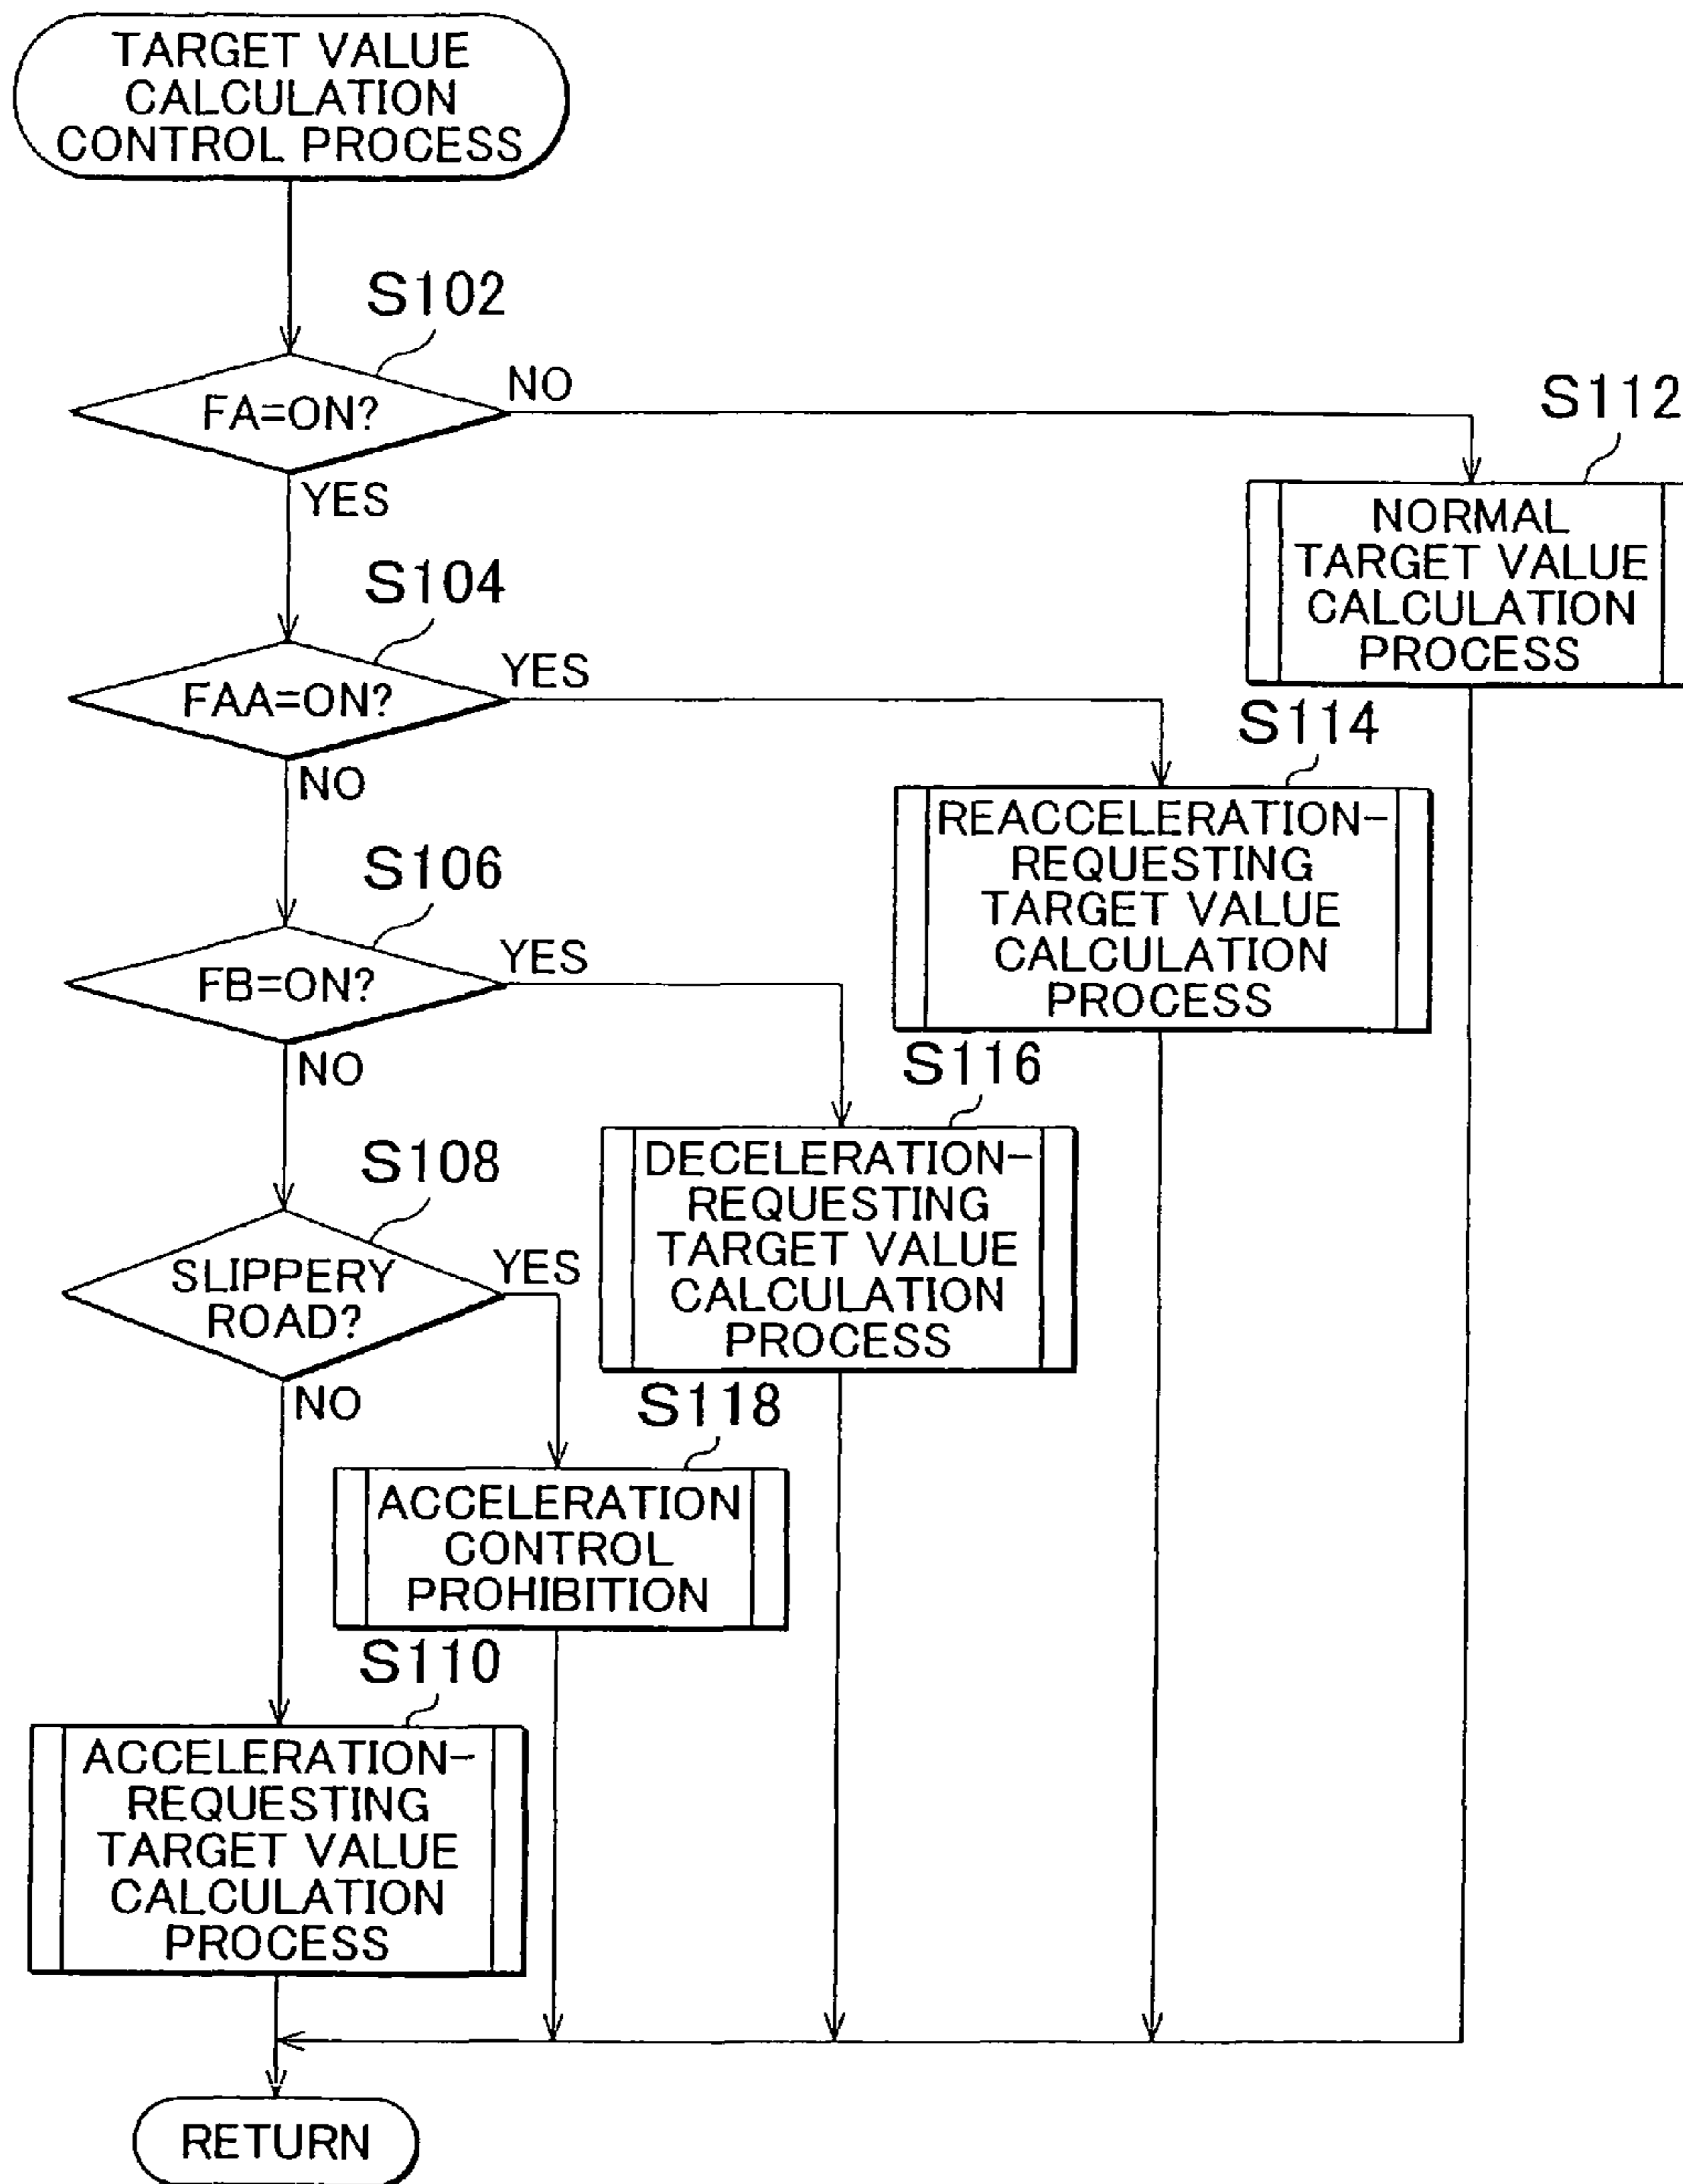 TARGET VALUE
CALCULATION
CONTROL PROCESS
S102
FA=ON?
NO
YES
S112
NORMAL
TARGET VALUE
CALCULATION
PROCESS
S104
FAA=ON?
YES
NO
S114
REACCELERATION-
REQUESTING
TARGET VALUE
CALCULATION
PROCESS
S106
FB=ON?
YES
NO
S116
DECELERATION-
REQUESTING
TARGET VALUE
CALCULATION
PROCESS
S108
SLIPPERY
ROAD?
YES
NO
S118
ACCELERATION
CONTROL
PROHIBITION
S110
ACCELERATION-
REQUESTING
TARGET VALUE
CALCULATION
PROCESS
RETURN